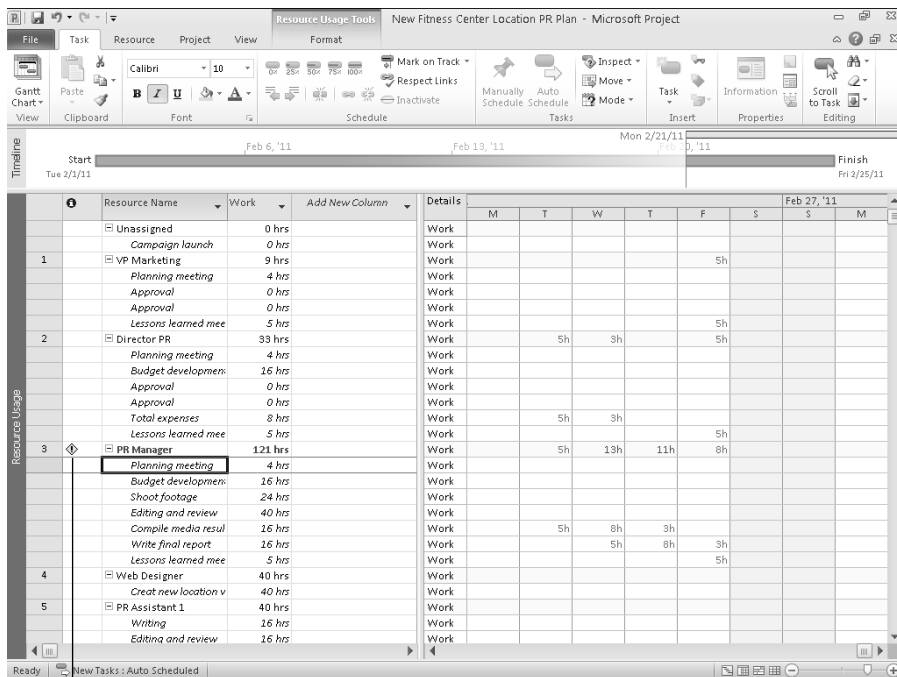 Resource Usage Tools New Fitness Center Location PR Plan - Microsoft Project
File Task Resource Project View Format
Gantt Chart
View
Paste
Clipboard
Calibri 10
B I U A
Font
0% 25% 50% 75% 100%
Mark on Track
Respect Links
Inactivate
Schedule
Manually Schedule
Auto Schedule
Inspect
Move
Mode
Tasks
Task
Insert
Information
Properties
Scroll to Task
Editing
Timeline
Mon 2/21/11
Feb 6, '11 Feb 13, '11
Start
Tue 2/1/11
Finish
Fri 2/25/11
Resource Usage
Resource Name Work Add New Column Details Feb 27, '11
M T W T F S S M
Unassigned 0 hrs Work
Campaign launch 0 hrs Work
1 VP Marketing 9 hrs Work 5h
Planning meeting 4 hrs Work
Approval 0 hrs Work
Approval 0 hrs Work
Lessons learned mee 5 hrs Work 5h
2 Director PR 33 hrs Work 5h 3h 5h
Planning meeting 4 hrs Work
Budget developmen 16 hrs Work
Approval 0 hrs Work
Approval 0 hrs Work
Total expenses 8 hrs Work 5h 3h
Lessons learned mee 5 hrs Work 5h
3 PR Manager 121 hrs Work 5h 13h 11h 8h
Planning meeting 4 hrs Work
Budget developmen 16 hrs Work
Shoot footage 24 hrs Work
Editing and review 40 hrs Work
Compile media resul 16 hrs Work 5h 8h 3h
Write final report 16 hrs Work 5h 8h 3h
Lessons learned mee 5 hrs Work 5h
4 Web Designer 40 hrs Work
Creat new location v 40 hrs Work
5 PR Assistant 1 40 hrs Work
Writing 16 hrs Work
Editing and review 16 hrs Work
Ready New Tasks : Auto Scheduled